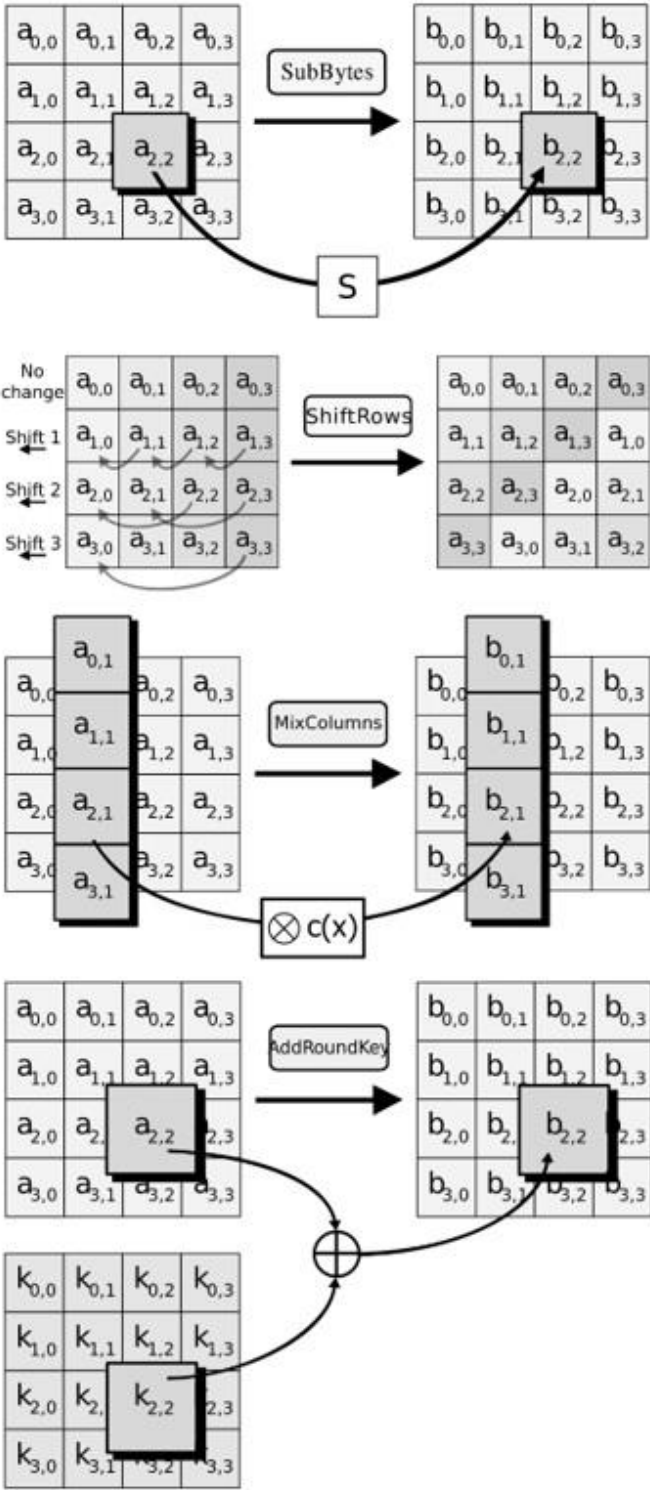 a0,0 a0,1 a0,2 a0,3 SubBytes b0,0 b0,1 b0,2 b0,3
a1,0 a1,1 a1,2 a1,3 b1,0 b1,1 b1,2 b1,3
a2,0 a2,1 a2,2 a2,3 b2,0 b2,1 b2,2 b2,3
a3,0 a3,1 a3,2 a3,3 b3,0 b3,1 b3,2 b3,3
S
No change a0,0 a0,1 a0,2 a0,3 ShiftRows a0,0 a0,1 a0,2 a0,3
Shift 1 a1,0 a1,1 a1,2 a1,3 a1,1 a1,2 a1,3 a1,0
Shift 2 a2,0 a2,1 a2,2 a2,3 a2,2 a2,3 a2,0 a2,1
Shift 3 a3,0 a3,1 a3,2 a3,3 a3,3 a3,0 a3,1 a3,2
a0,1 b0,1
a0,0 a0,2 a0,3 MixColumns b0,0 b0,2 b0,3
a1,1 b1,1
a1,0 a1,2 a1,3 b1,0 b1,2 b1,3
a2,1 b2,1
a2,0 a2,2 a2,3 b2,0 b2,2 b2,3
a3,0 a3,2 a3,3 b3,0 b3,2 b3,3
a3,1 b3,1
⊗ c(x)
a0,0 a0,1 a0,2 a0,3 AddRoundKey b0,0 b0,1 b0,2 b0,3
a1,0 a1,1 a1,2 a1,3 b1,0 b1,1 b1,2 b1,3
a2,0 a2, a2,2 2,3 b2,0 b2, b2,2 b2,3
a3,0 a3,1 a3,2 a3,3 b3,0 b3,1 b3,2 b3,3
k0,0 k0,1 k0,2 k0,3
k1,0 k1,1 k1,2 k1,3
k2,0 k2, k2,2 2,3
k3,0 k3,1 k3,2 k3,3